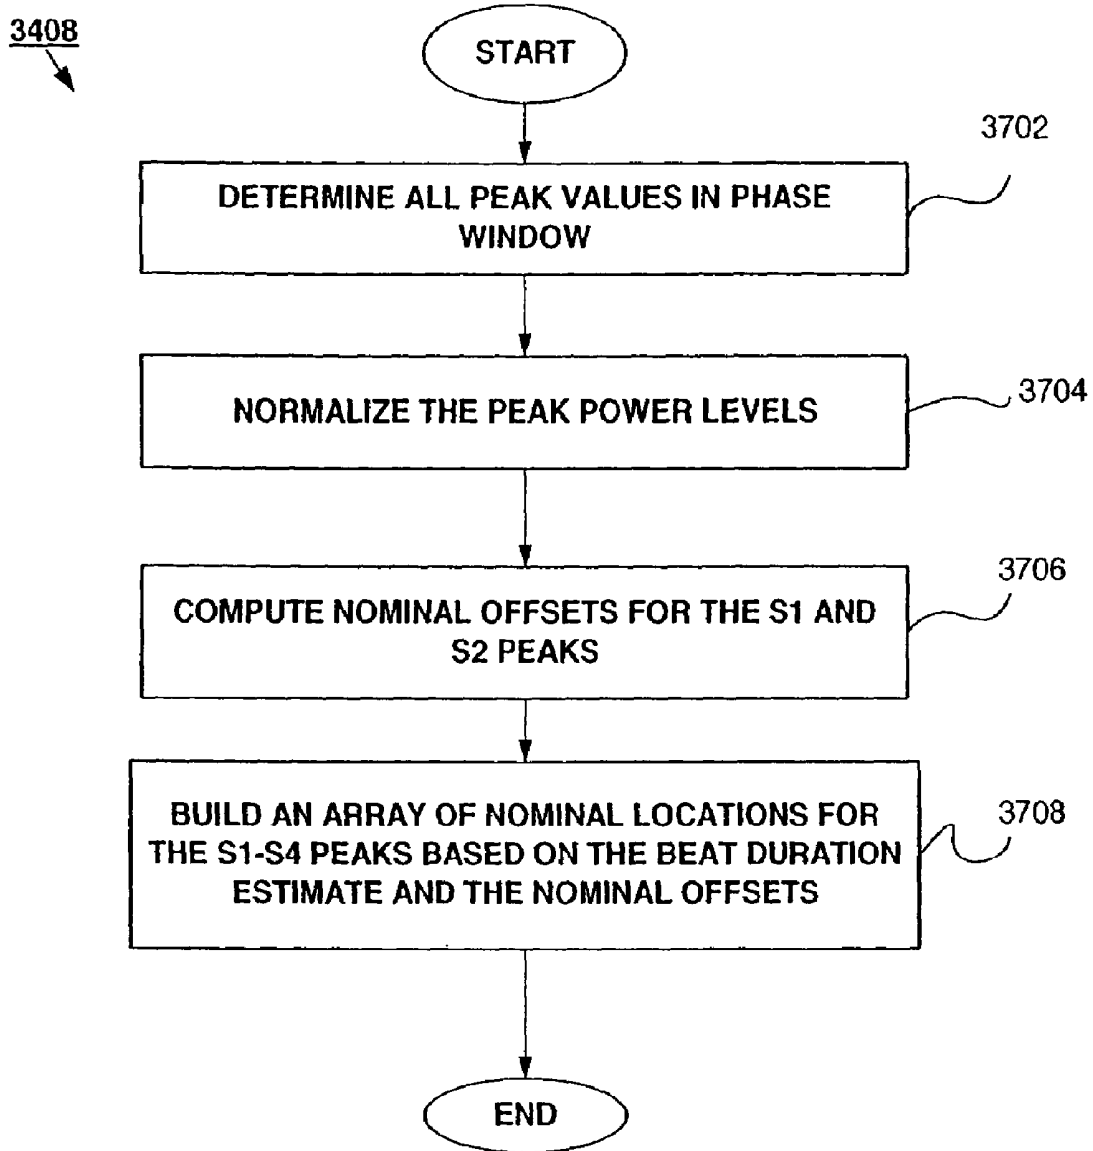 3408
START
3702
DETERMINE ALL PEAK VALUES IN PHASE
WINDOW
3704
NORMALIZE THE PEAK POWER LEVELS
3706
COMPUTE NOMINAL OFFSETS FOR THE S1 AND
S2 PEAKS
3708
BUILD AN ARRAY OF NOMINAL LOCATIONS FOR
THE S1-S4 PEAKS BASED ON THE BEAT DURATION
ESTIMATE AND THE NOMINAL OFFSETS
END